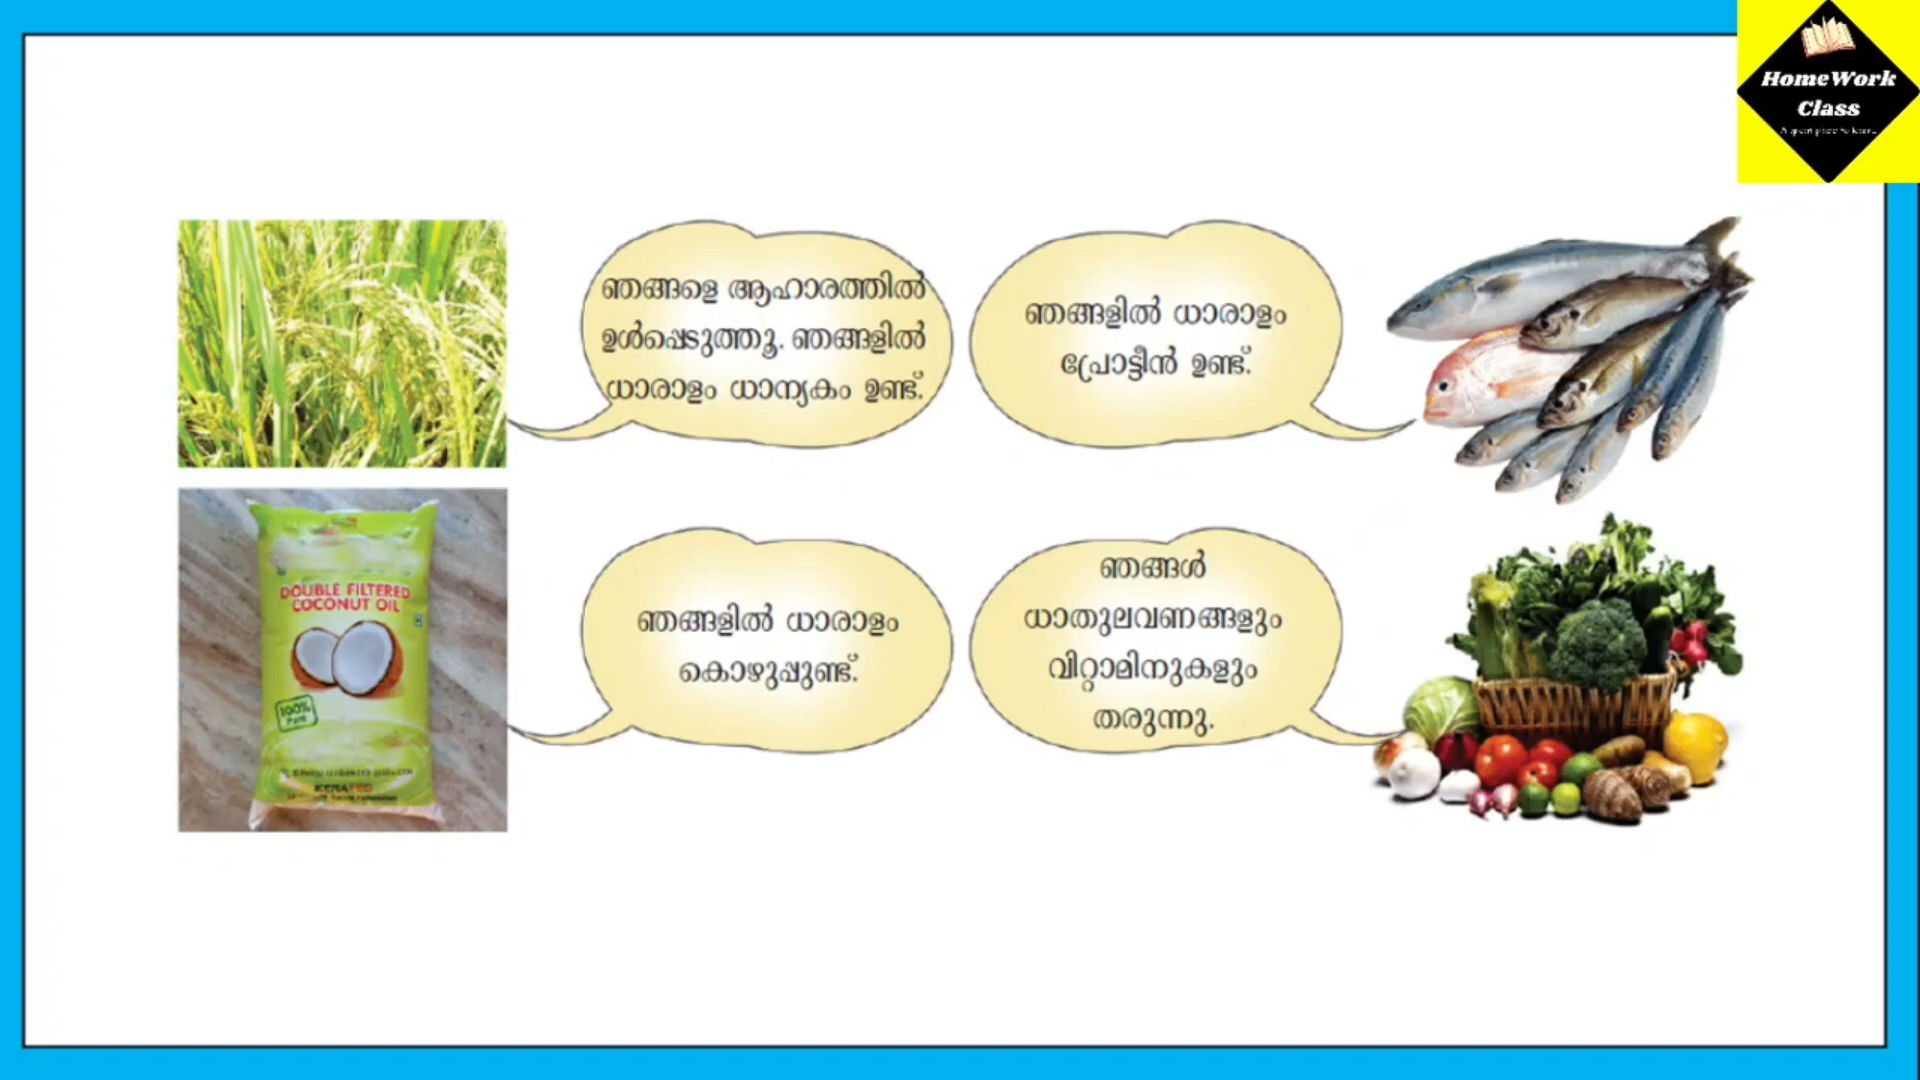 HomeWork
Class
ഞങ്ങളെ ആഹാരത്തിൽ
ഉൾപ്പെടുത്തൂ. ഞങ്ങളിൽ
ധാരാളം ധാന്യകം ഉണ്ട്.
ഞങ്ങളിൽ ധാരാളം
പ്രോട്ടീൻ ഉണ്ട്.
DOUBLE FILTERED
COCONUT OIL
100%
Pure
KERAFED
ഞങ്ങളിൽ ധാരാളം
കൊഴുപ്പുണ്ട്.
ഞങ്ങൾ
ധാതുലവണങ്ങളും
വിറ്റാമിനുകളും
തരുന്നു.